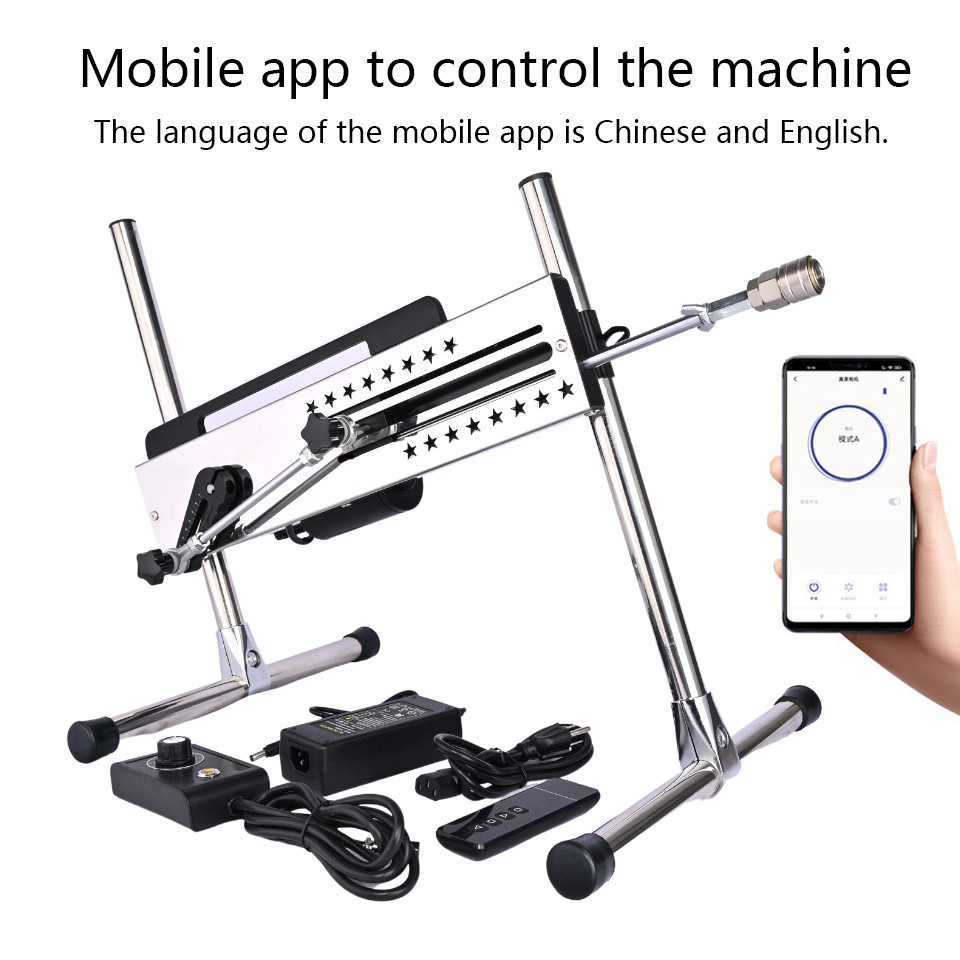 Mobile app to control the machine
The language of the mobile app is Chinese and English.
模式A